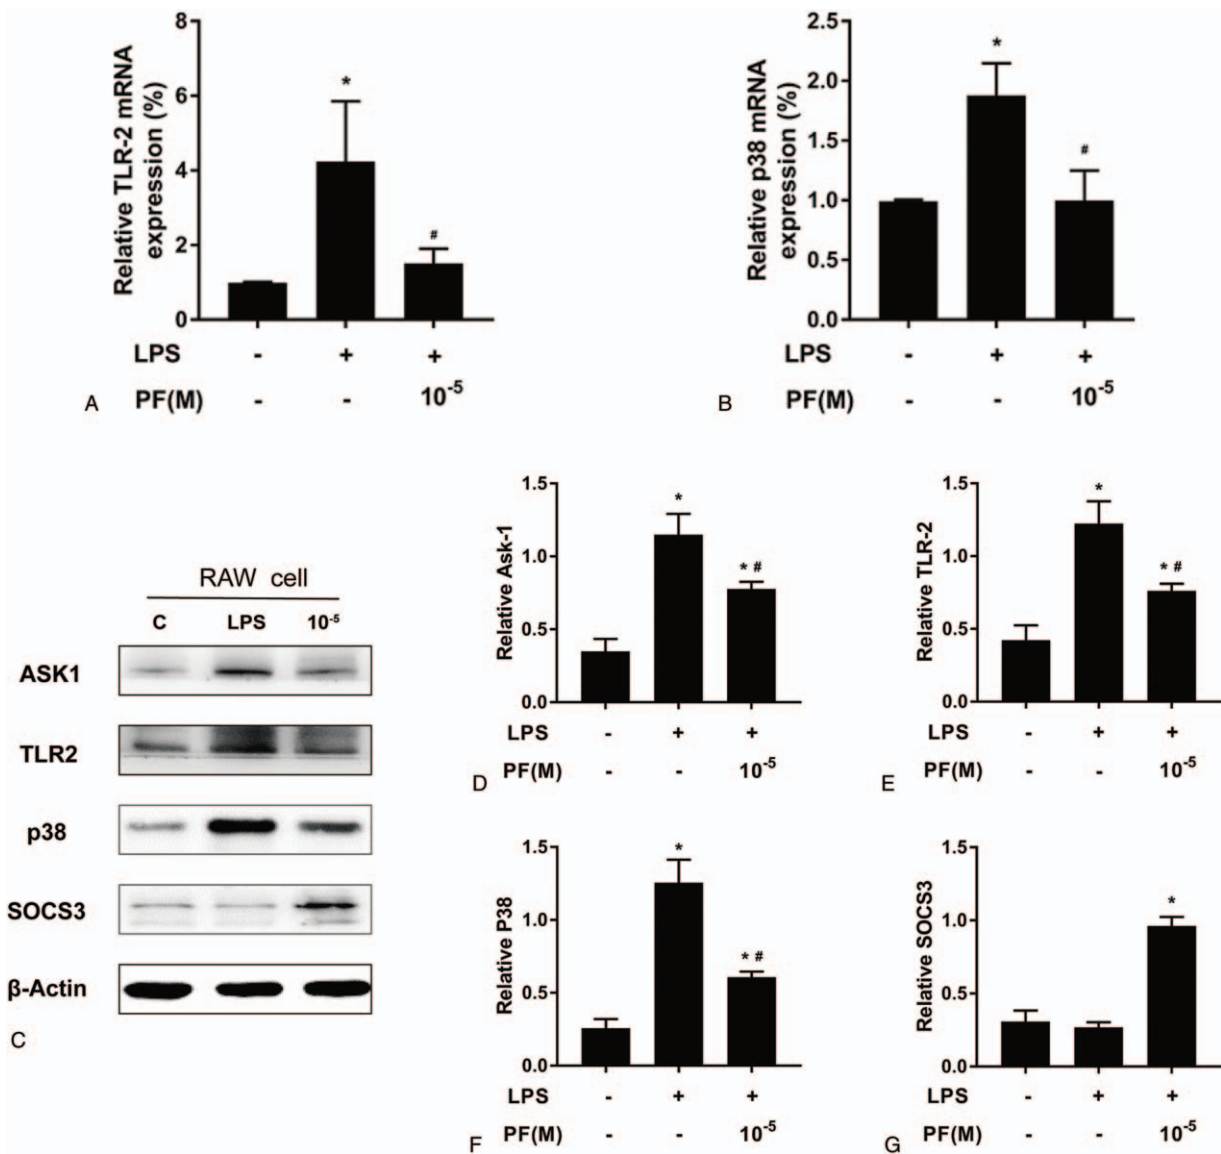 Relative TLR-2 mRNA
expression (%)
8
6
4
2
0
*
#
LPS - + +
PF(M) - - 10⁻⁵
A
Relative p38 mRNA
expression (%)
2.5
2.0
1.5
1.0
0.5
0.0
*
#
LPS - + +
PF(M) - - 10⁻⁵
B
RAW cell
C LPS 10⁻⁵
ASK1
TLR2
p38
SOCS3
β-Actin
C
Relative Ask-1
1.5
1.0
0.5
0.0
*
* #
LPS - + +
PF(M) - - 10⁻⁵
D
Relative TLR-2
1.5
1.0
0.5
0.0
*
* #
LPS - + +
PF(M) - - 10⁻⁵
E
Relative P38
1.5
1.0
0.5
0.0
*
* #
LPS - + +
PF(M) - - 10⁻⁵
F
Relative SOCS3
1.5
1.0
0.5
0.0
*
LPS - + +
PF(M) - - 10⁻⁵
G